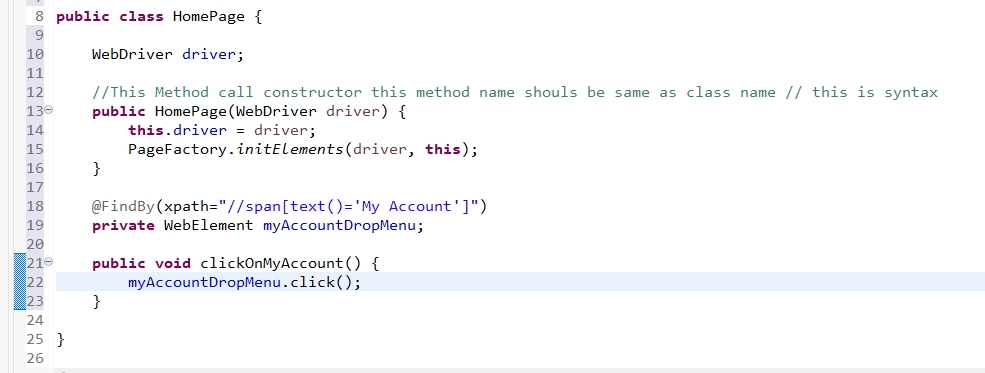 8 public class HomePage {
9
10 WebDriver driver;
11
12 //This Method call constructor this method name shouls be same as class name // this is syntax
13 public HomePage(WebDriver driver) {
14 this.driver = driver;
15 PageFactory.initElements(driver, this);
16 }
17
18 @FindBy(xpath="//span[text()='My Account']")
19 private WebElement myAccountDropMenu;
20
21 public void clickOnMyAccount() {
22 myAccountDropMenu.click();
23 }
24
25 }
26